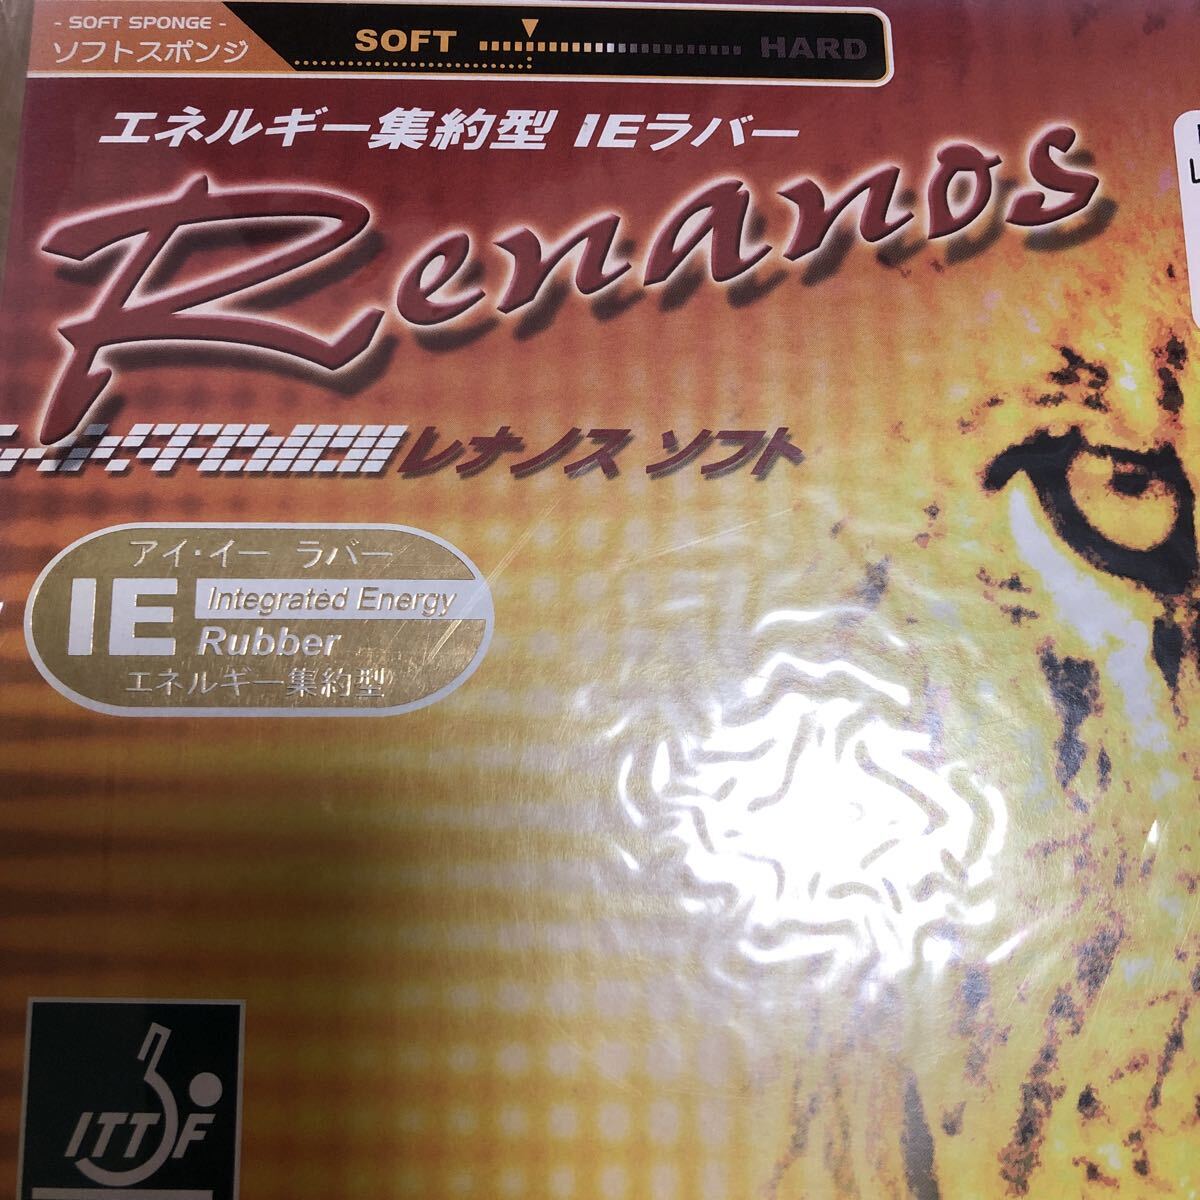 - SOFT SPONGE -
ソフトスポンジ
SOFT HARD
エネルギー集約型 IEラバー
Renanos
レナノス ソフト
アイ・イー ラバー
IE Integrated Energy
Rubber
エネルギー集約型
ITTF